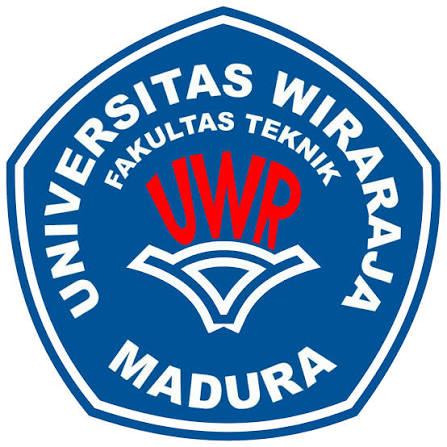 UNIVERSITAS WIRARAJA
FAKULTAS TEKNIK
UWR
MADURA